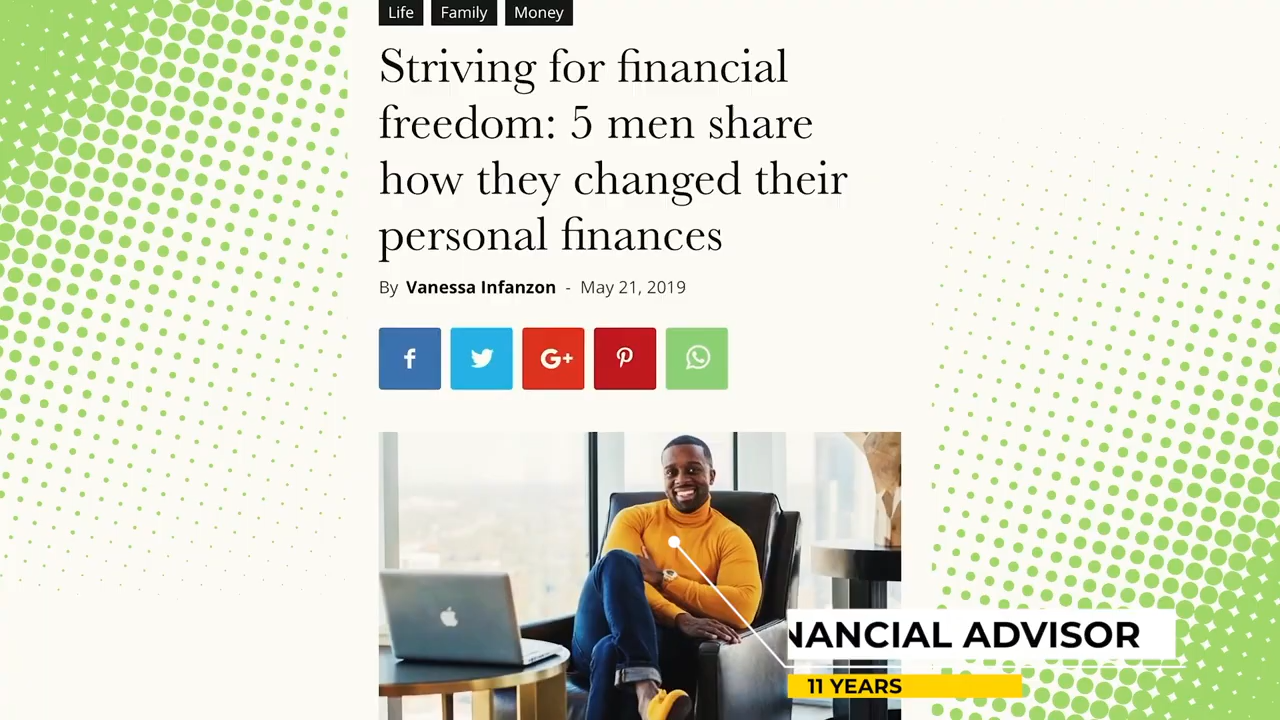 Life Family Money
Striving for financial
freedom: 5 men share
how they changed their
personal finances
By Vanessa Infanzon - May 21, 2019
f G+
NANCIAL ADVISOR
11 YEARS